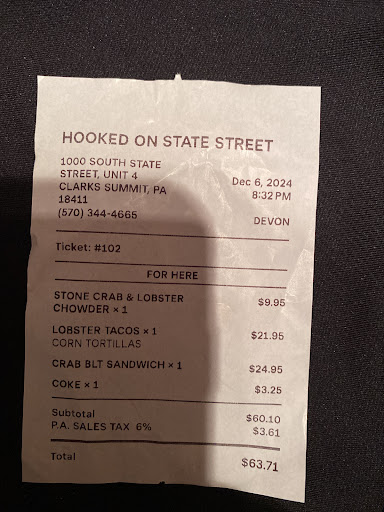 HOOKED ON STATE STREET
1000 SOUTH STATE
STREET, UNIT 4
CLARKS SUMMIT, PA
18411
(570) 344-4665
Dec 6, 2024
8:32 PM
DEVON
Ticket: #102
FOR HERE
STONE CRAB & LOBSTER
CHOWDER × 1 $9.95
LOBSTER TACOS × 1 $21.95
CORN TORTILLAS
CRAB BLT SANDWICH × 1 $24.95
COKE × 1 $3.25
Subtotal $60.10
P.A. SALES TAX 6% $3.61
Total $63.71